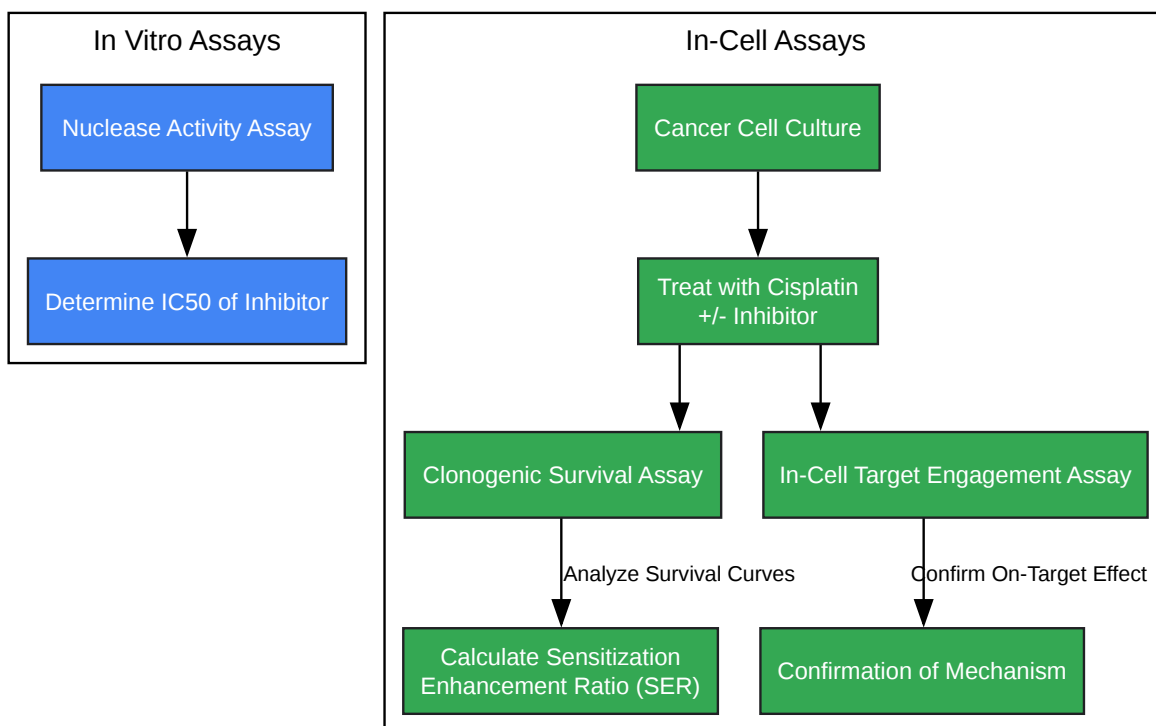 In Vitro Assays
Nuclease Activity Assay
Determine IC50 of Inhibitor
In-Cell Assays
Cancer Cell Culture
Treat with Cisplatin
+/- Inhibitor
Clonogenic Survival Assay
In-Cell Target Engagement Assay
Analyze Survival Curves
Confirm On-Target Effect
Calculate Sensitization
Enhancement Ratio (SER)
Confirmation of Mechanism